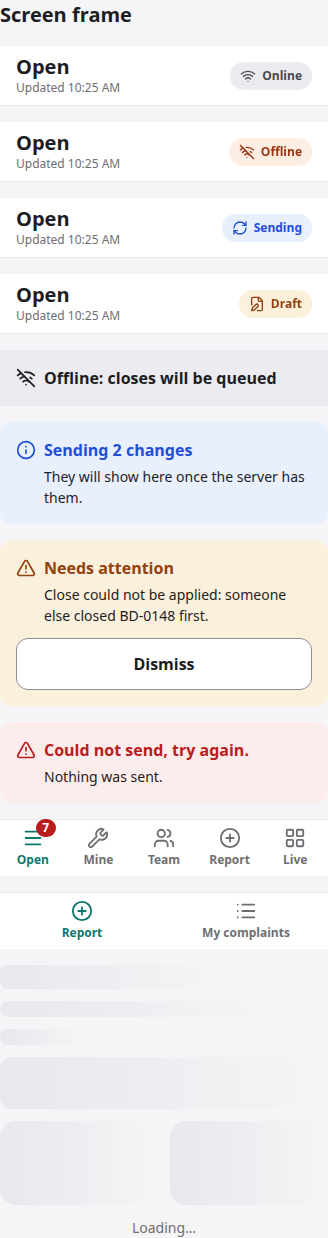 Screen frame
Open
Updated 10:25 AM
Online
Open
Updated 10:25 AM
Offline
Open
Updated 10:25 AM
Sending
Open
Updated 10:25 AM
Draft
Offline: closes will be queued
Sending 2 changes
They will show here once the server has
them.
Needs attention
Close could not be applied: someone
else closed BD-0148 first.
Dismiss
Could not send, try again.
Nothing was sent.
7
Open Mine Team Report Live
Report My complaints
Loading...